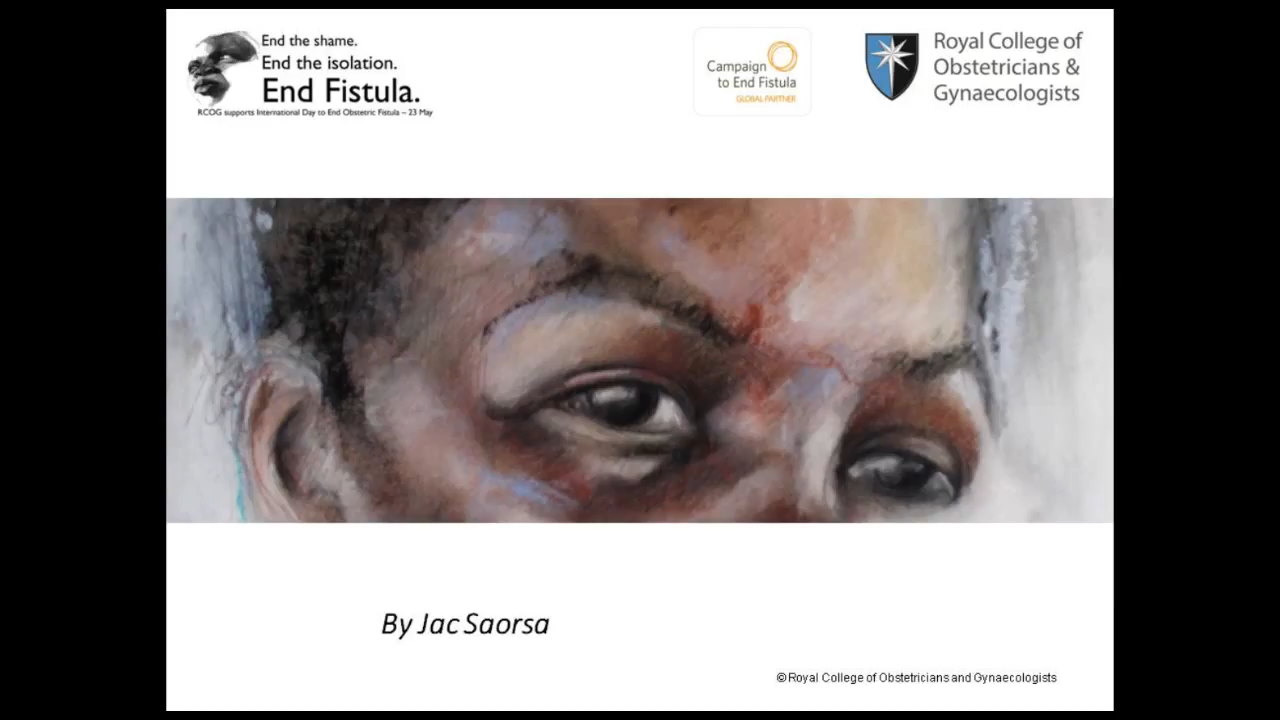 End the shame.
End the isolation.
End Fistula.
RCOG supports International Day to End Obstetric Fistula – 23 May
Campaign
to End Fistula
GLOBAL PARTNER
Royal College of
Obstetricians &
Gynaecologists
By Jac Saorsa
© Royal College of Obstetricians and Gynaecologists